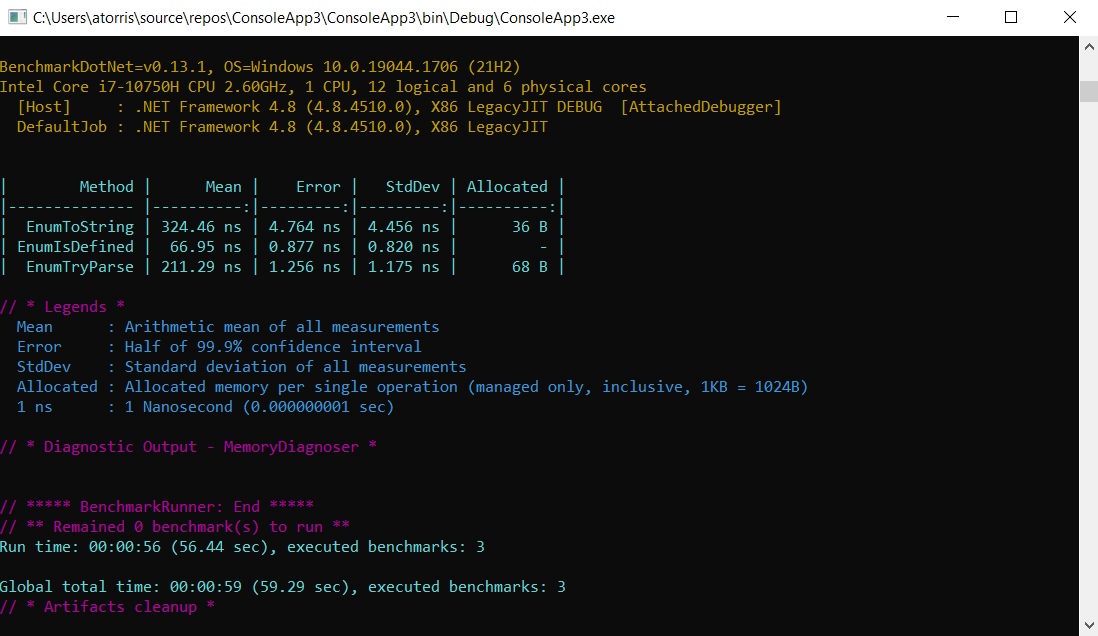 C:\Users\atorris\source\repos\ConsoleApp3\ConsoleApp3\bin\Debug\ConsoleApp3.exe
BenchmarkDotNet=v0.13.1, OS=Windows 10.0.19044.1706 (21H2)
Intel Core i7-10750H CPU 2.60GHz, 1 CPU, 12 logical and 6 physical cores
  [Host]     : .NET Framework 4.8 (4.8.4510.0), X86 LegacyJIT DEBUG  [AttachedDebugger]
  DefaultJob : .NET Framework 4.8 (4.8.4510.0), X86 LegacyJIT
|        Method |      Mean |    Error |   StdDev | Allocated |
|-------------- |----------:|---------:|---------:|----------:|
|  EnumToString | 324.46 ns | 4.764 ns | 4.456 ns |      36 B |
| EnumIsDefined |  66.95 ns | 0.877 ns | 0.820 ns |         - |
|  EnumTryParse | 211.29 ns | 1.256 ns | 1.175 ns |      68 B |
// * Legends *
  Mean      : Arithmetic mean of all measurements
  Error     : Half of 99.9% confidence interval
  StdDev    : Standard deviation of all measurements
  Allocated : Allocated memory per single operation (managed only, inclusive, 1KB = 1024B)
  1 ns      : 1 Nanosecond (0.000000001 sec)
// * Diagnostic Output - MemoryDiagnoser *
// ***** BenchmarkRunner: End *****
// ** Remained 0 benchmark(s) to run **
Run time: 00:00:56 (56.44 sec), executed benchmarks: 3
Global total time: 00:00:59 (59.29 sec), executed benchmarks: 3
// * Artifacts cleanup *